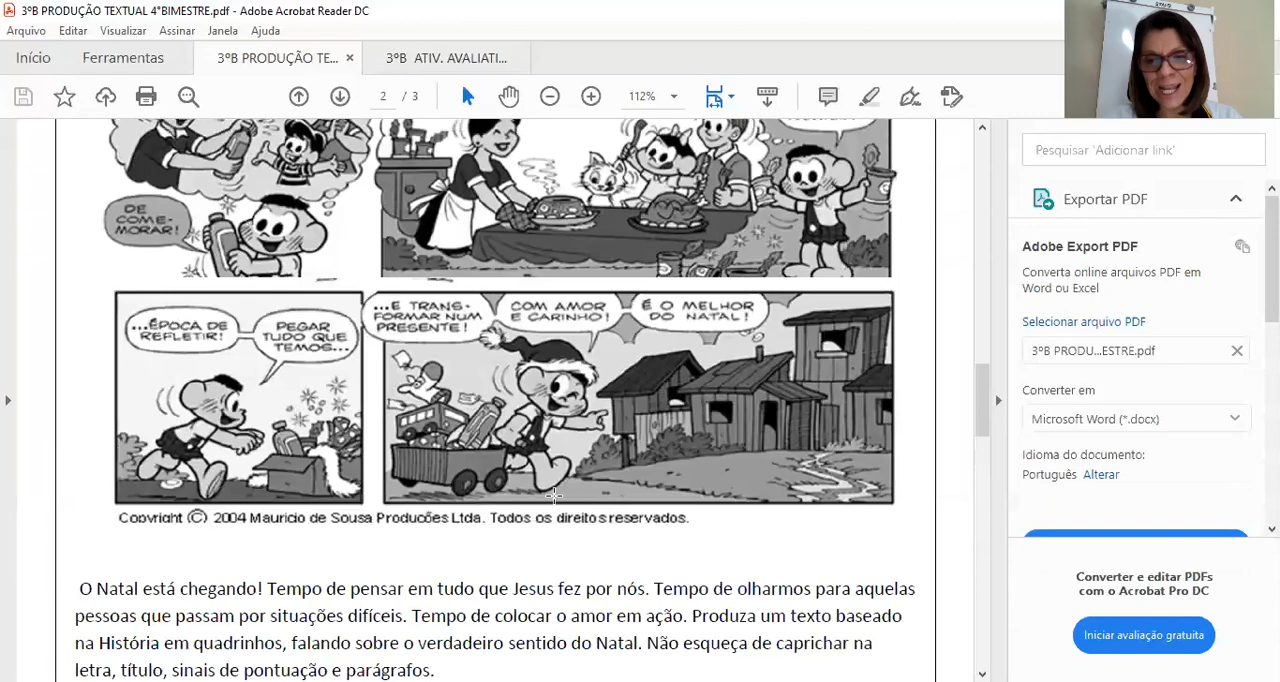 3ºB PRODUÇÃO TEXTUAL 4ºBIMESTRE.pdf - Adobe Acrobat Reader DC
Arquivo Editar Visualizar Assinar Janela Ajuda
Início Ferramentas 3ºB PRODUÇÃO TE... × 3ºB ATIV. AVALIATI...
2 / 3 112%
Pesquisar 'Adicionar link'
Exportar PDF
Adobe Export PDF
Converta online arquivos PDF em
Word ou Excel
Selecionar arquivo PDF
3ºB PRODU...ESTRE.pdf
Converter em
Microsoft Word (*.docx)
Idioma do documento:
Português Alterar
Converter e editar PDFs
com o Acrobat Pro DC
Iniciar avaliação gratuita
DE
COME-
MORAR!
...ÉPOCA DE
REFLETIR!
PEGAR
TUDO QUE
TEMOS...
...E TRANS-
FORMAR NUM
PRESENTE!
COM AMOR
E CARINHO!
É O MELHOR
DO NATAL!
Copyright (C) 2004 Mauricio de Sousa Produções Ltda. Todos os direitos reservados.
O Natal está chegando! Tempo de pensar em tudo que Jesus fez por nós. Tempo de olharmos para aquelas
pessoas que passam por situações difíceis. Tempo de colocar o amor em ação. Produza um texto baseado
na História em quadrinhos, falando sobre o verdadeiro sentido do Natal. Não esqueça de caprichar na
letra, título, sinais de pontuação e parágrafos.